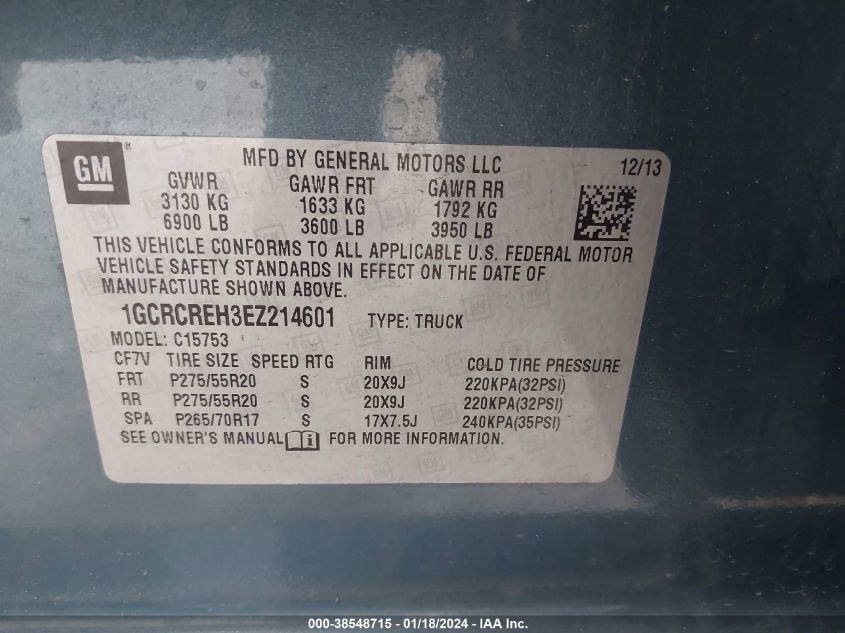 GM ® MFD BY GENERAL MOTORS LLC 12/13
GVWR GAWR FRT GAWR RR
3130 KG 1633 KG 1792 KG
6900 LB 3600 LB 3950 LB
THIS VEHICLE CONFORMS TO ALL APPLICABLE U.S. FEDERAL MOTOR
VEHICLE SAFETY STANDARDS IN EFFECT ON THE DATE OF
MANUFACTURE SHOWN ABOVE.
1GCRCREH3EZ214601 TYPE: TRUCK
MODEL: C15753
CF7V TIRE SIZE SPEED RTG RIM COLD TIRE PRESSURE
FRT P275/55R20 S 20X9J 220KPA(32PSI)
RR P275/55R20 S 20X9J 220KPA(32PSI)
SPA P265/70R17 S 17X7.5J 240KPA(35PSI)
SEE OWNER'S MANUAL i FOR MORE INFORMATION.
000-38548715 - 01/18/2024 - IAA Inc.